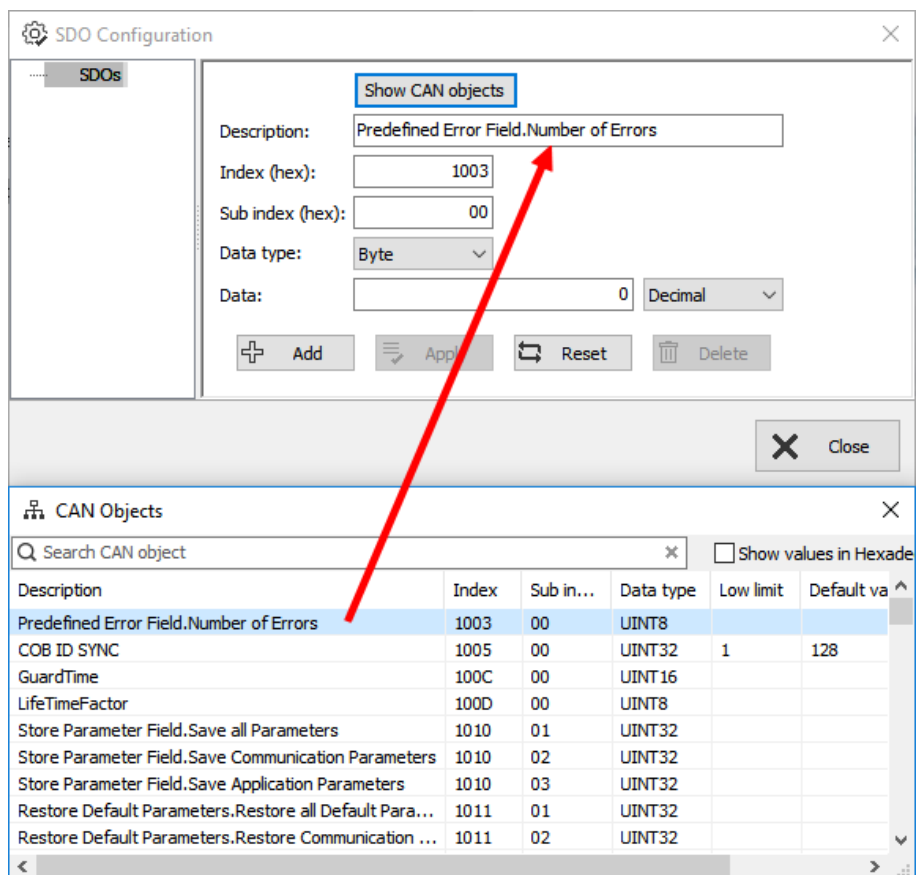 SDO Configuration
SDOs
Show CAN objects
Description: Predefined Error Field.Number of Errors
Index (hex): 1003
Sub index (hex): 00
Data type: Byte
Data: 0 Decimal
Add Reset Delete
Close
CAN Objects
Search CAN object Show values in Hexade
Description Index Sub in... Data type Low limit Default va
Predefined Error Field.Number of Errors 1003 00 UINT8
COB ID SYNC 1005 00 UINT32 1 128
GuardTime 100C 00 UINT16
LifeTimeFactor 100D 00 UINT8
Store Parameter Field.Save all Parameters 1010 01 UINT32
Store Parameter Field.Save Communication Parameters 1010 02 UINT32
Store Parameter Field.Save Application Parameters 1010 03 UINT32
Restore Default Parameters.Restore all Default Para... 1011 01 UINT32
Restore Default Parameters.Restore Communication ... 1011 02 UINT32